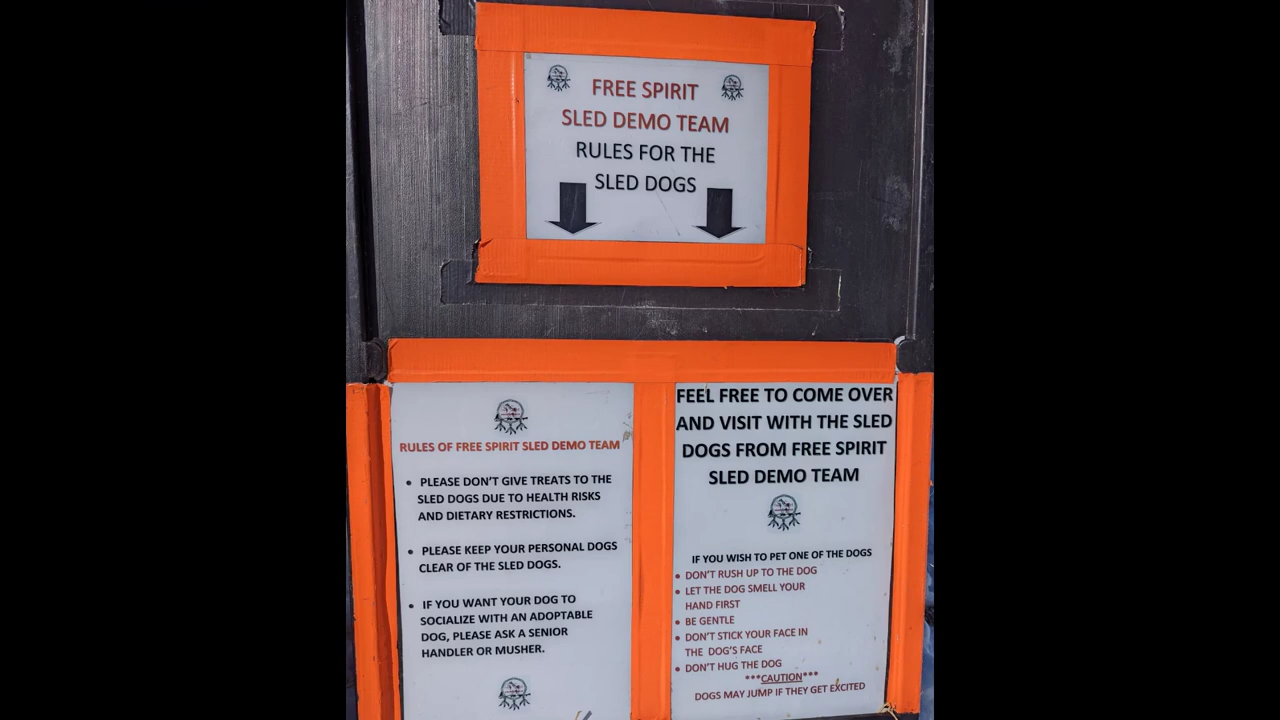 FREE SPIRIT
SLED DEMO TEAM
RULES FOR THE
SLED DOGS
RULES OF FREE SPIRIT SLED DEMO TEAM
• PLEASE DON'T GIVE TREATS TO THE
SLED DOGS DUE TO HEALTH RISKS
AND DIETARY RESTRICTIONS.
• PLEASE KEEP YOUR PERSONAL DOGS
CLEAR OF THE SLED DOGS.
• IF YOU WANT YOUR DOG TO
SOCIALIZE WITH AN ADOPTABLE
DOG, PLEASE ASK A SENIOR
HANDLER OR MUSHER.
FEEL FREE TO COME OVER
AND VISIT WITH THE SLED
DOGS FROM FREE SPIRIT
SLED DEMO TEAM
IF YOU WISH TO PET ONE OF THE DOGS
• DON'T RUSH UP TO THE DOG
• LET THE DOG SMELL YOUR
HAND FIRST
• BE GENTLE
• DON'T STICK YOUR FACE IN
THE DOG'S FACE
• DON'T HUG THE DOG
***CAUTION***
DOGS MAY JUMP IF THEY GET EXCITED